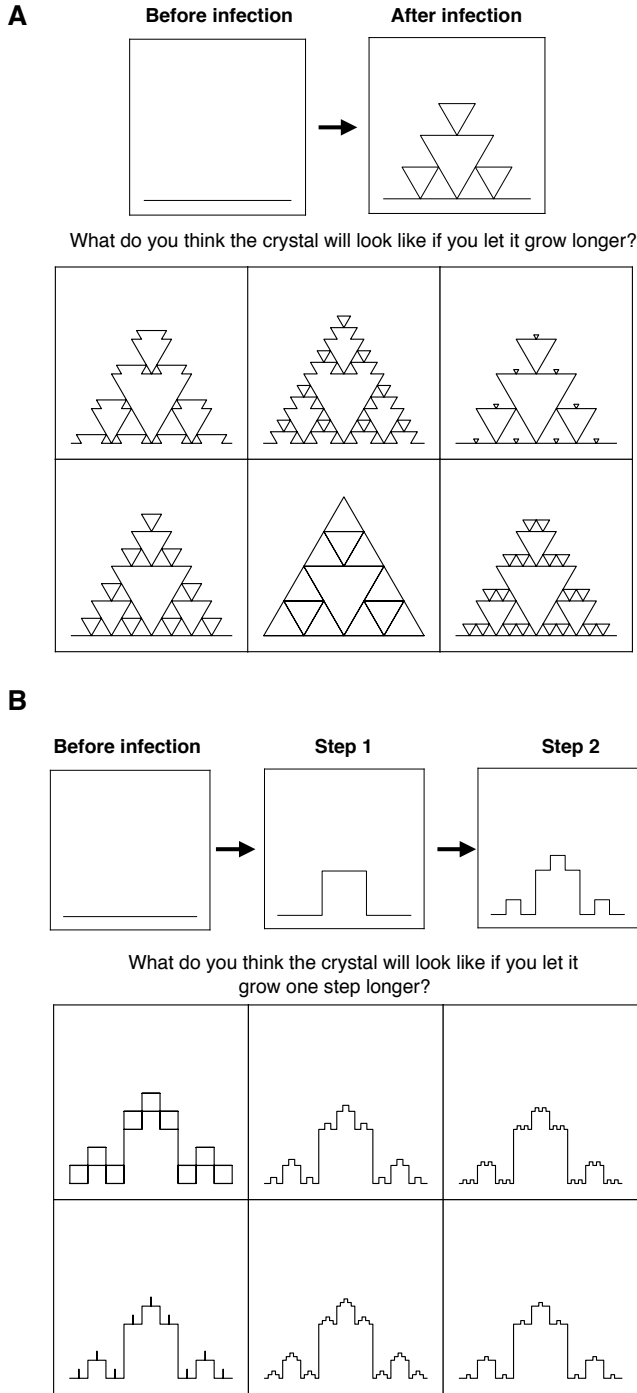 A
Before infection After infection
What do you think the crystal will look like if you let it grow longer?
B
Before infection Step 1 Step 2
What do you think the crystal will look like if you let it
grow one step longer?